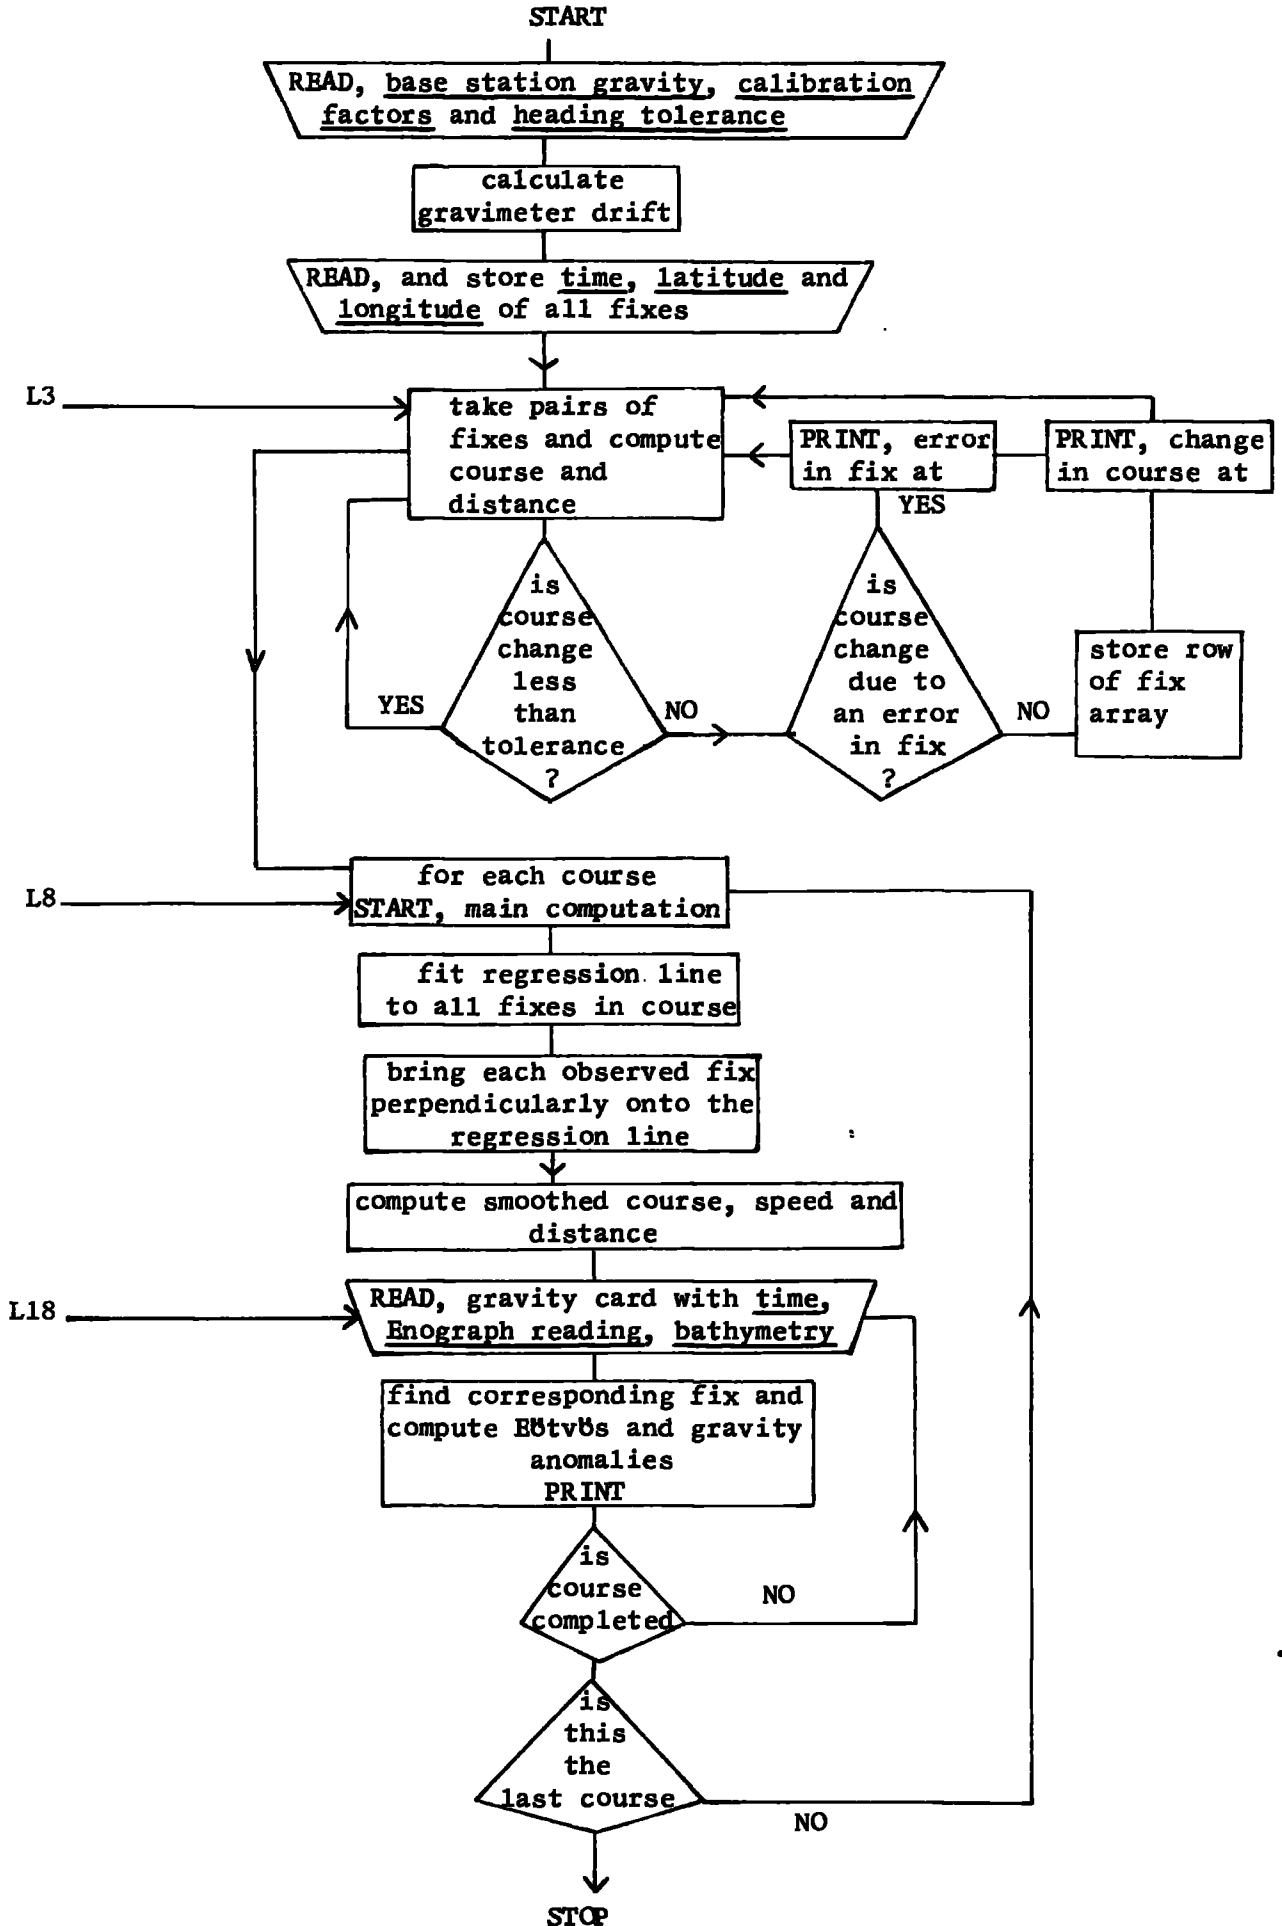 START
READ, base station gravity, calibration
factors and heading tolerance
calculate
gravimeter drift
READ, and store time, latitude and
longitude of all fixes
L3
take pairs of
fixes and compute
course and
distance
PRINT, error
in fix at
PRINT, change
in course at
YES
is
course
change
less
than
tolerance
?
YES
NO
is
course
change
due to
an error
in fix
?
NO
store row
of fix
array
L8
for each course
START, main computation
fit regression line
to all fixes in course
bring each observed fix
perpendicularly onto the
regression line
compute smoothed course, speed and
distance
L18
READ, gravity card with time,
Enograph reading, bathymetry
find corresponding fix and
compute Eötvös and gravity
anomalies
PRINT
is
course
completed
NO
is
this
the
last course
NO
STOP